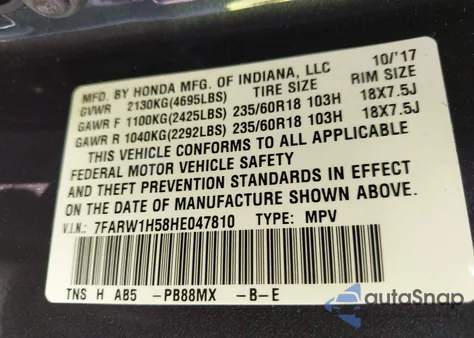 MFD. BY HONDA MFG. OF INDIANA, LLC 10/'17
GVWR 2130KG(4695LBS) TIRE SIZE RIM SIZE
GAWR F 1100KG(2425LBS) 235/60R18 103H 18X7.5J
GAWR R 1040KG(2292LBS) 235/60R18 103H 18X7.5J
THIS VEHICLE CONFORMS TO ALL APPLICABLE
FEDERAL MOTOR VEHICLE SAFETY
AND THEFT PREVENTION STANDARDS IN EFFECT
ON THE DATE OF MANUFACTURE SHOWN ABOVE.
V.I.N.: 7FARW1H58HE047810 TYPE: MPV
TNS H AB5 -PB88MX -B-E
autoSnap